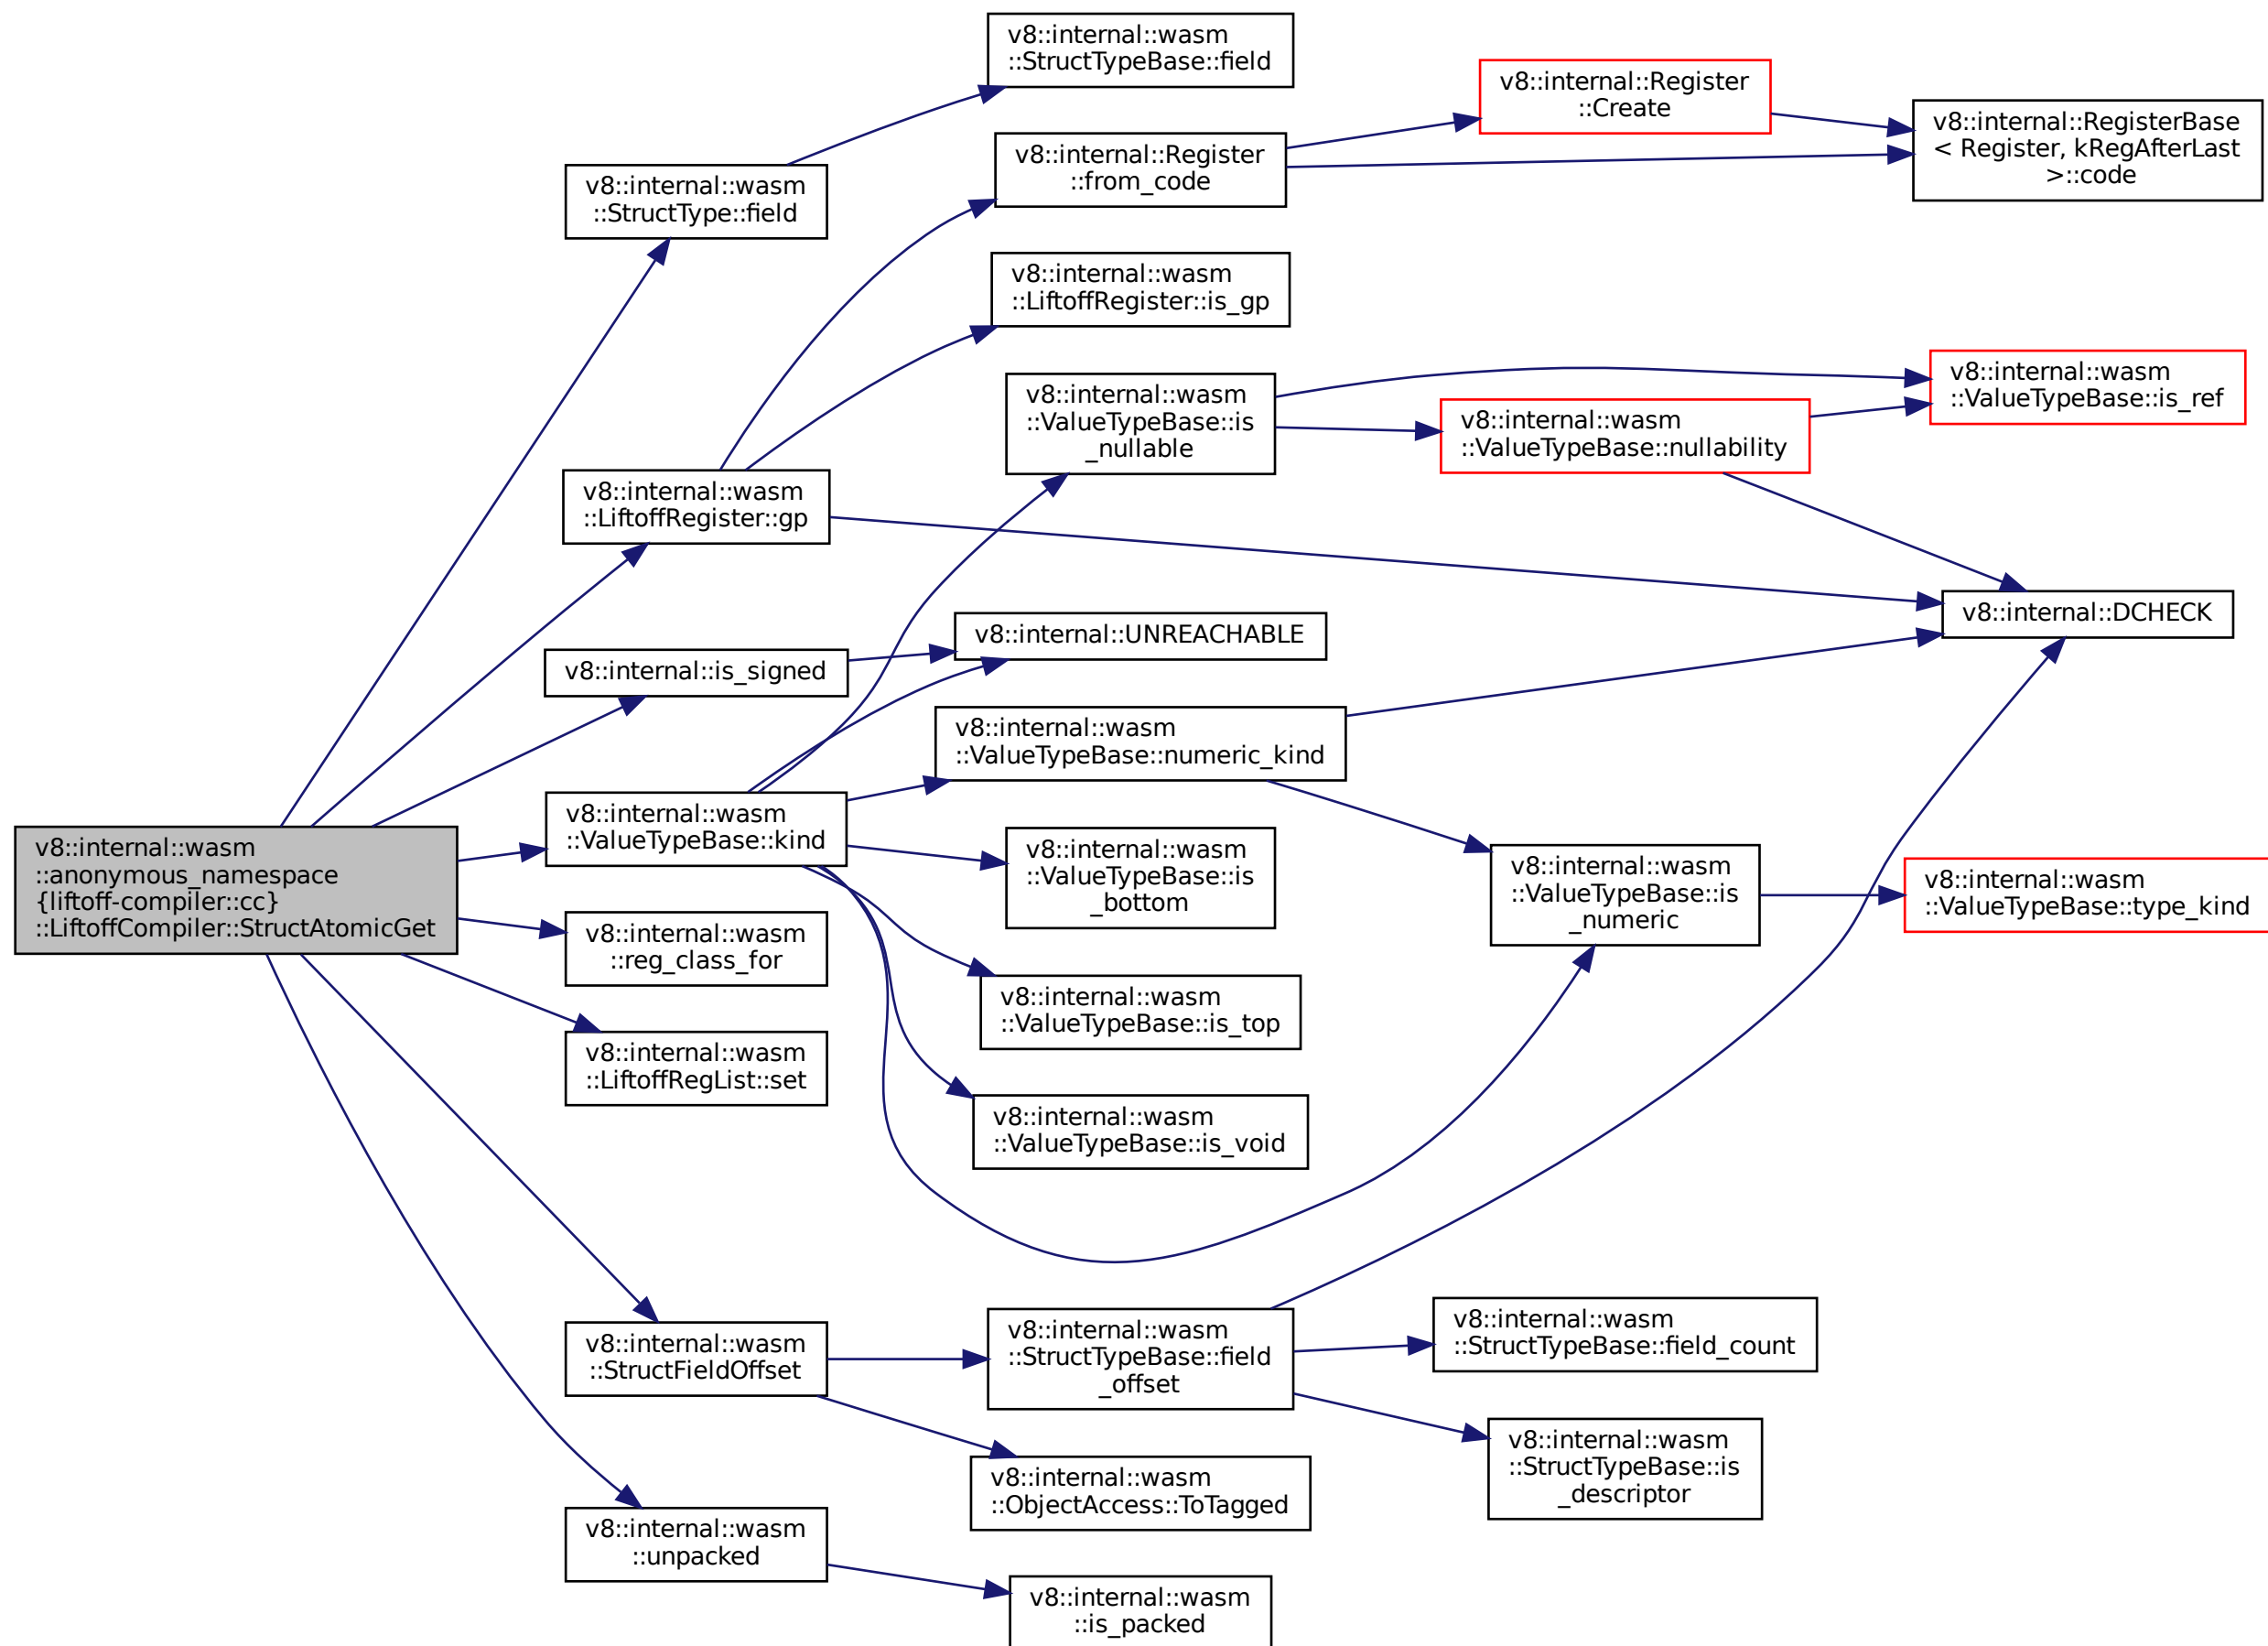 v8::internal::wasm
::anonymous_namespace
{liftoff-compiler::cc}
::LiftoffCompiler::StructAtomicGet
v8::internal::wasm
::StructType::field
v8::internal::wasm
::LiftoffRegister::gp
v8::internal::is_signed
v8::internal::wasm
::ValueTypeBase::kind
v8::internal::wasm
::reg_class_for
v8::internal::wasm
::LiftoffRegList::set
v8::internal::wasm
::StructFieldOffset
v8::internal::wasm
::unpacked
v8::internal::wasm
::StructTypeBase::field
v8::internal::Register
::from_code
v8::internal::wasm
::LiftoffRegister::is_gp
v8::internal::wasm
::ValueTypeBase::is
_nullable
v8::internal::UNREACHABLE
v8::internal::wasm
::ValueTypeBase::numeric_kind
v8::internal::wasm
::ValueTypeBase::is
_bottom
v8::internal::wasm
::ValueTypeBase::is_top
v8::internal::wasm
::ValueTypeBase::is_void
v8::internal::wasm
::StructTypeBase::field
_offset
v8::internal::wasm
::ObjectAccess::ToTagged
v8::internal::wasm
::is_packed
v8::internal::Register
::Create
v8::internal::wasm
::ValueTypeBase::nullability
v8::internal::wasm
::ValueTypeBase::is
_numeric
v8::internal::wasm
::StructTypeBase::field_count
v8::internal::wasm
::StructTypeBase::is
_descriptor
v8::internal::RegisterBase
< Register, kRegAfterLast
>::code
v8::internal::wasm
::ValueTypeBase::is_ref
v8::internal::DCHECK
v8::internal::wasm
::ValueTypeBase::type_kind